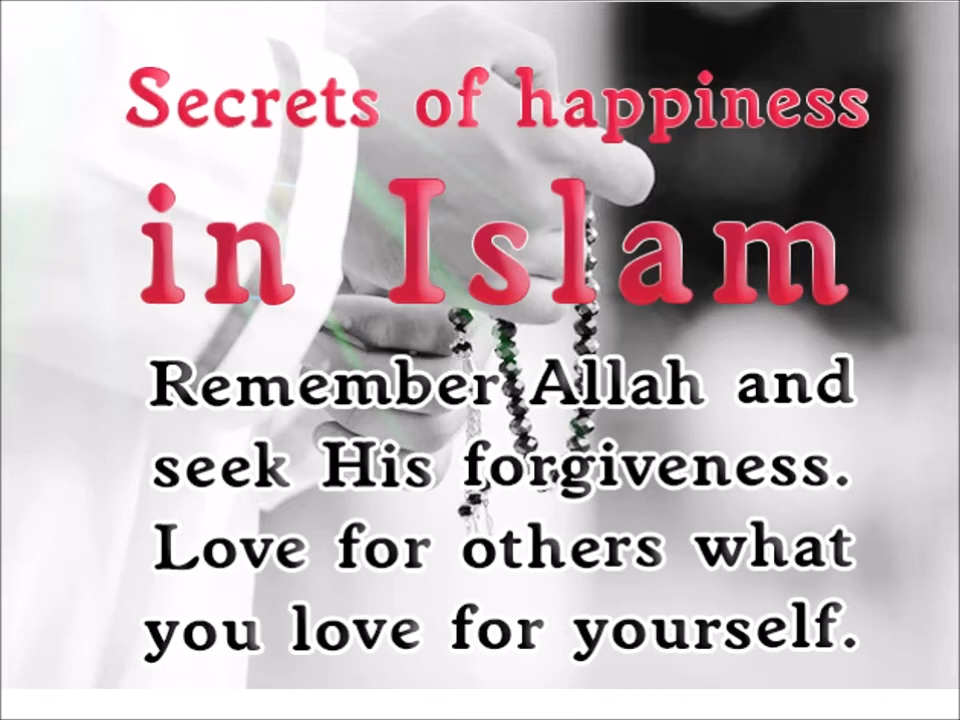 Secrets of happiness
in Islam
Remember Allah and
seek His forgiveness.
Love for others what
you love for yourself.